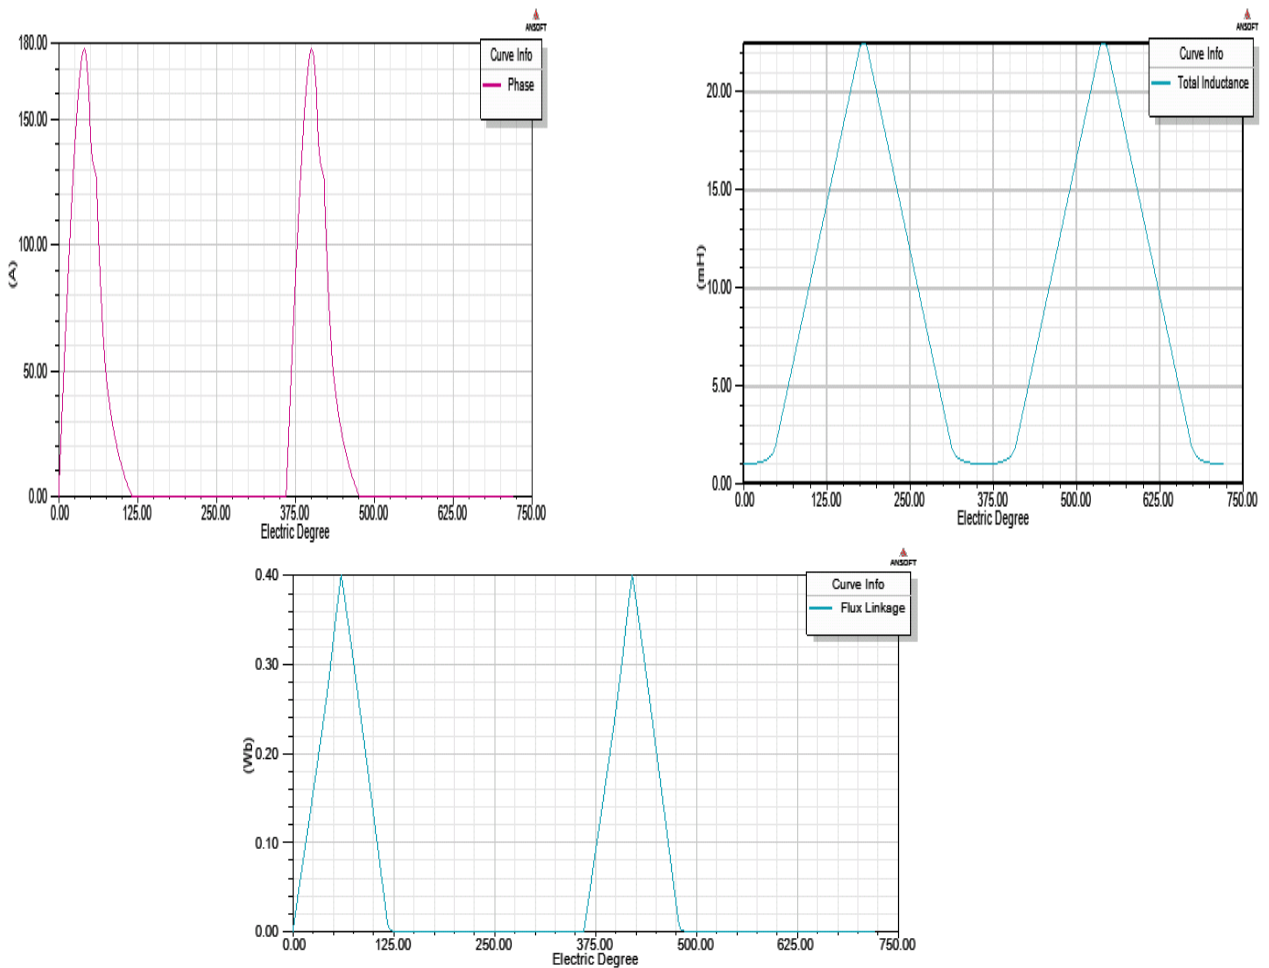 ANSOFT
180.00
150.00
100.00
50.00
0.00
(A)
0.00 125.00 250.00 375.00 500.00 625.00 750.00
Electric Degree
Curve Info
Phase
ANSOFT
20.00
15.00
10.00
5.00
0.00
(mH)
0.00 125.00 250.00 375.00 500.00 625.00 750.00
Electric Degree
Curve Info
Total Inductance
ANSOFT
0.40
0.30
0.20
0.10
0.00
(Wb)
0.00 125.00 250.00 375.00 500.00 625.00 750.00
Electric Degree
Curve Info
Flux Linkage